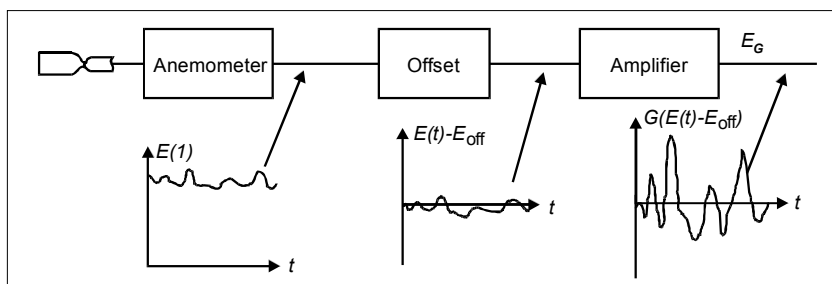 E_G
Anemometer
Offset
Amplifier
E(1)
E(t)-E_off
G(E(t)-E_off)
t
t
t